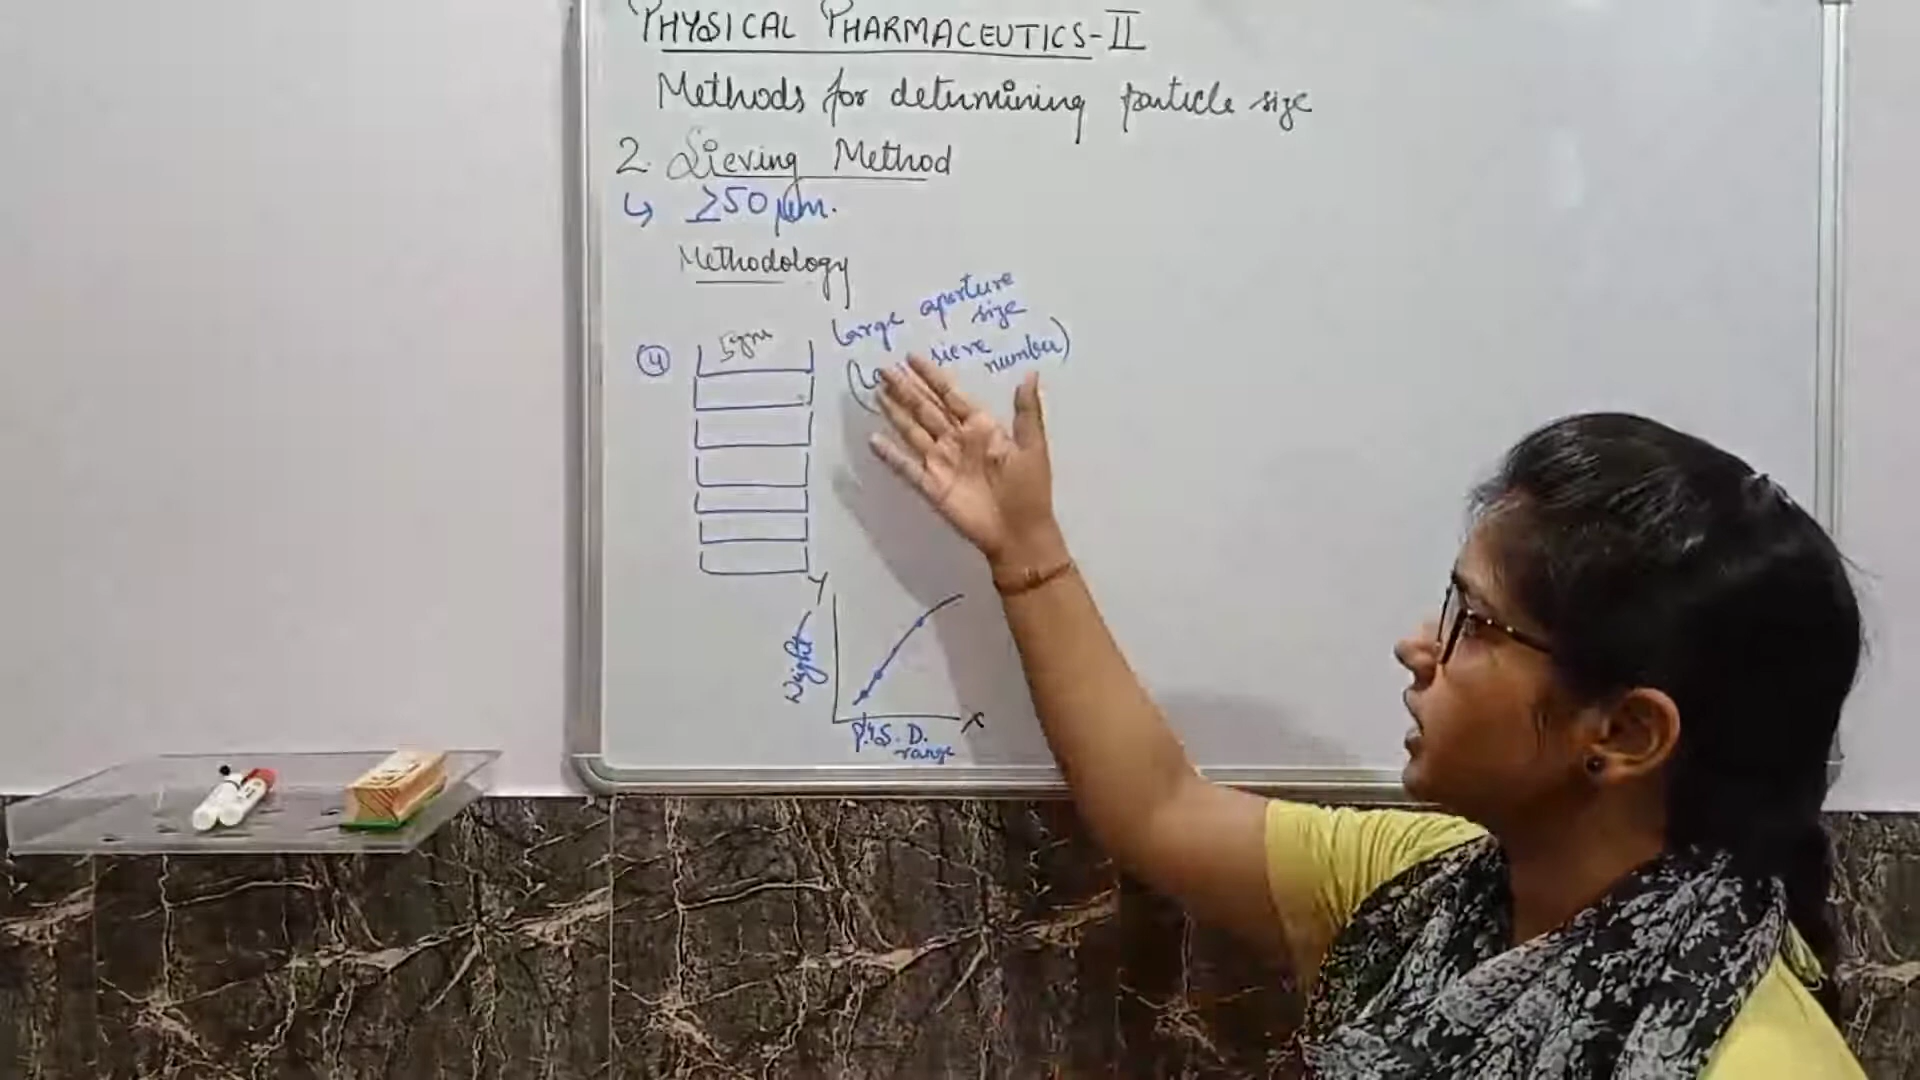 PHYSICAL PHARMACEUTICS-II
Methods for determining particle size
2. Sieving Method
↳ ≥50 μm.
Methodology
large aperture
size
sieve
number)
④
Y
Weight
X
P.S.D.
range